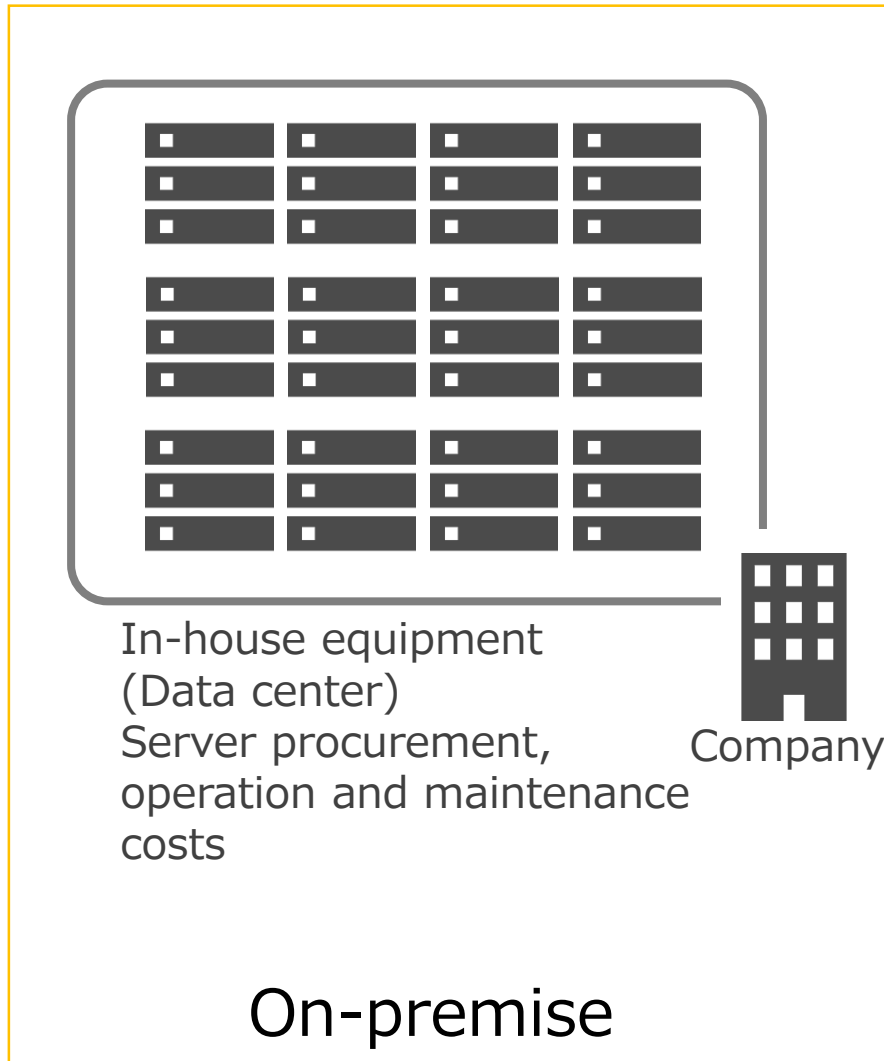 In-house equipment
(Data center)
Server procurement,
operation and maintenance
costs
Company
On-premise